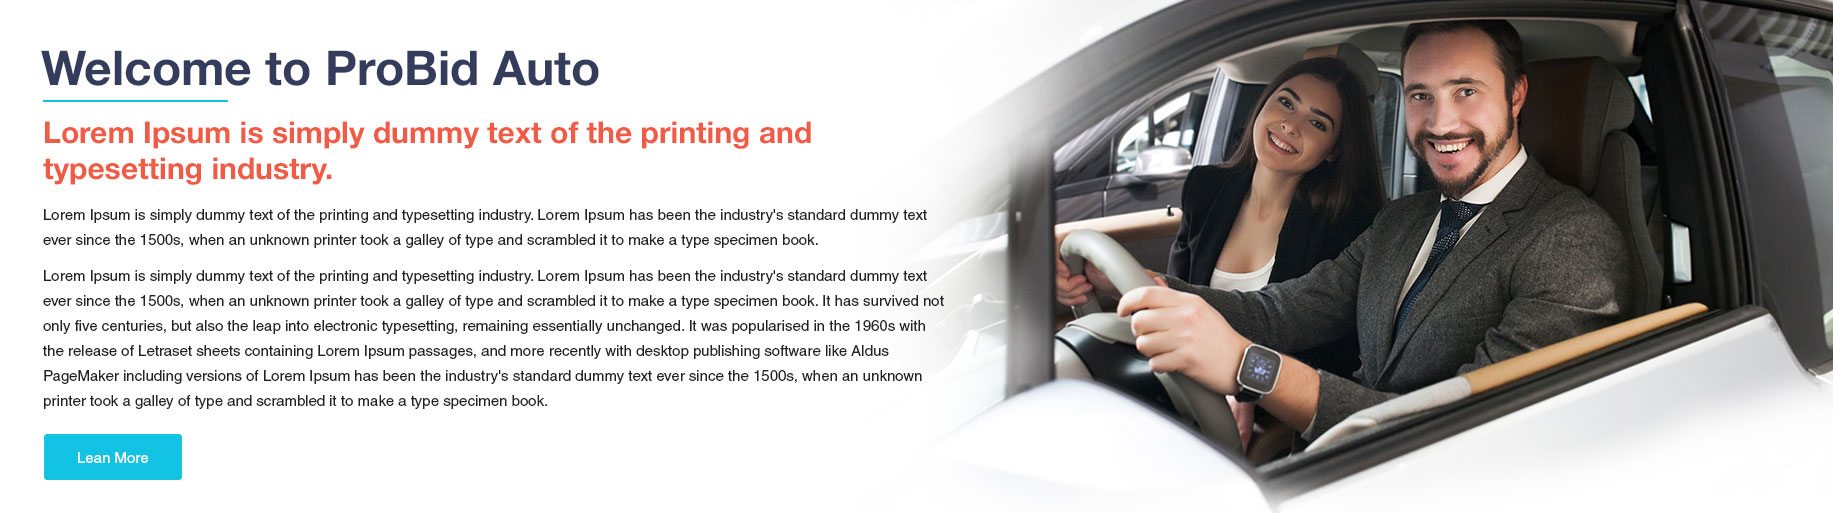 Welcome to ProBid Auto
Lorem Ipsum is simply dummy text of the printing and
typesetting industry.
Lorem Ipsum is simply dummy text of the printing and typesetting industry. Lorem Ipsum has been the industry's standard dummy text
ever since the 1500s, when an unknown printer took a galley of type and scrambled it to make a type specimen book.
Lorem Ipsum is simply dummy text of the printing and typesetting industry. Lorem Ipsum has been the industry's standard dummy text
ever since the 1500s, when an unknown printer took a galley of type and scrambled it to make a type specimen book. It has survived not
only five centuries, but also the leap into electronic typesetting, remaining essentially unchanged. It was popularised in the 1960s with
the release of Letraset sheets containing Lorem Ipsum passages, and more recently with desktop publishing software like Aldus
PageMaker including versions of Lorem Ipsum has been the industry's standard dummy text ever since the 1500s, when an unknown
printer took a galley of type and scrambled it to make a type specimen book.
Lean More